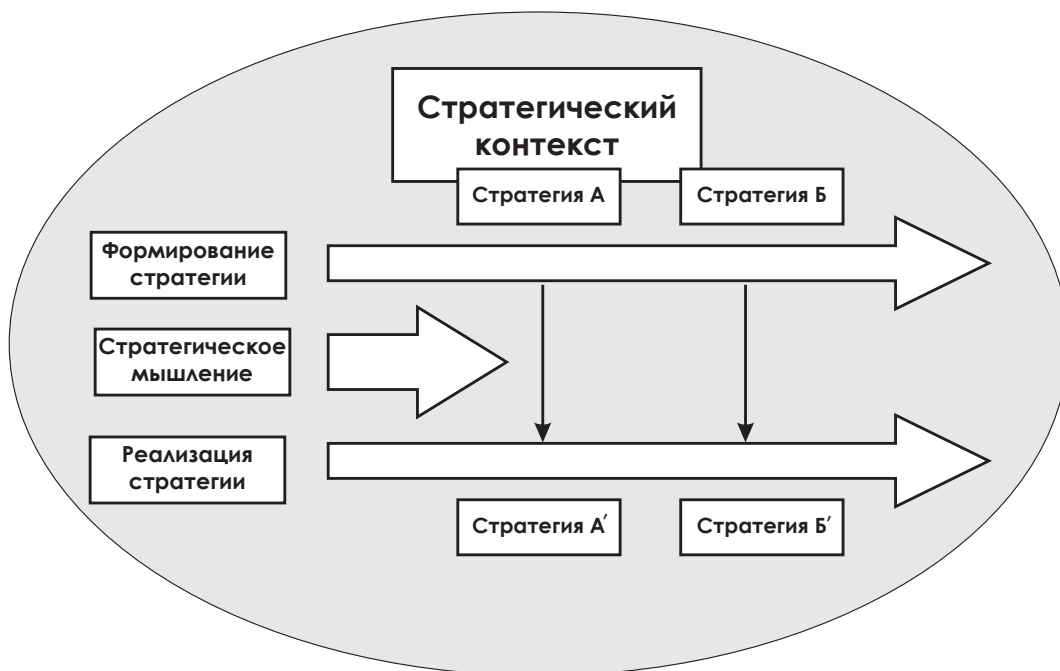 Стратегический
контекст
Стратегия А
Стратегия Б
Формирование
стратегии
Стратегическое
мышление
Реализация
стратегии
Стратегия А′
Стратегия Б′